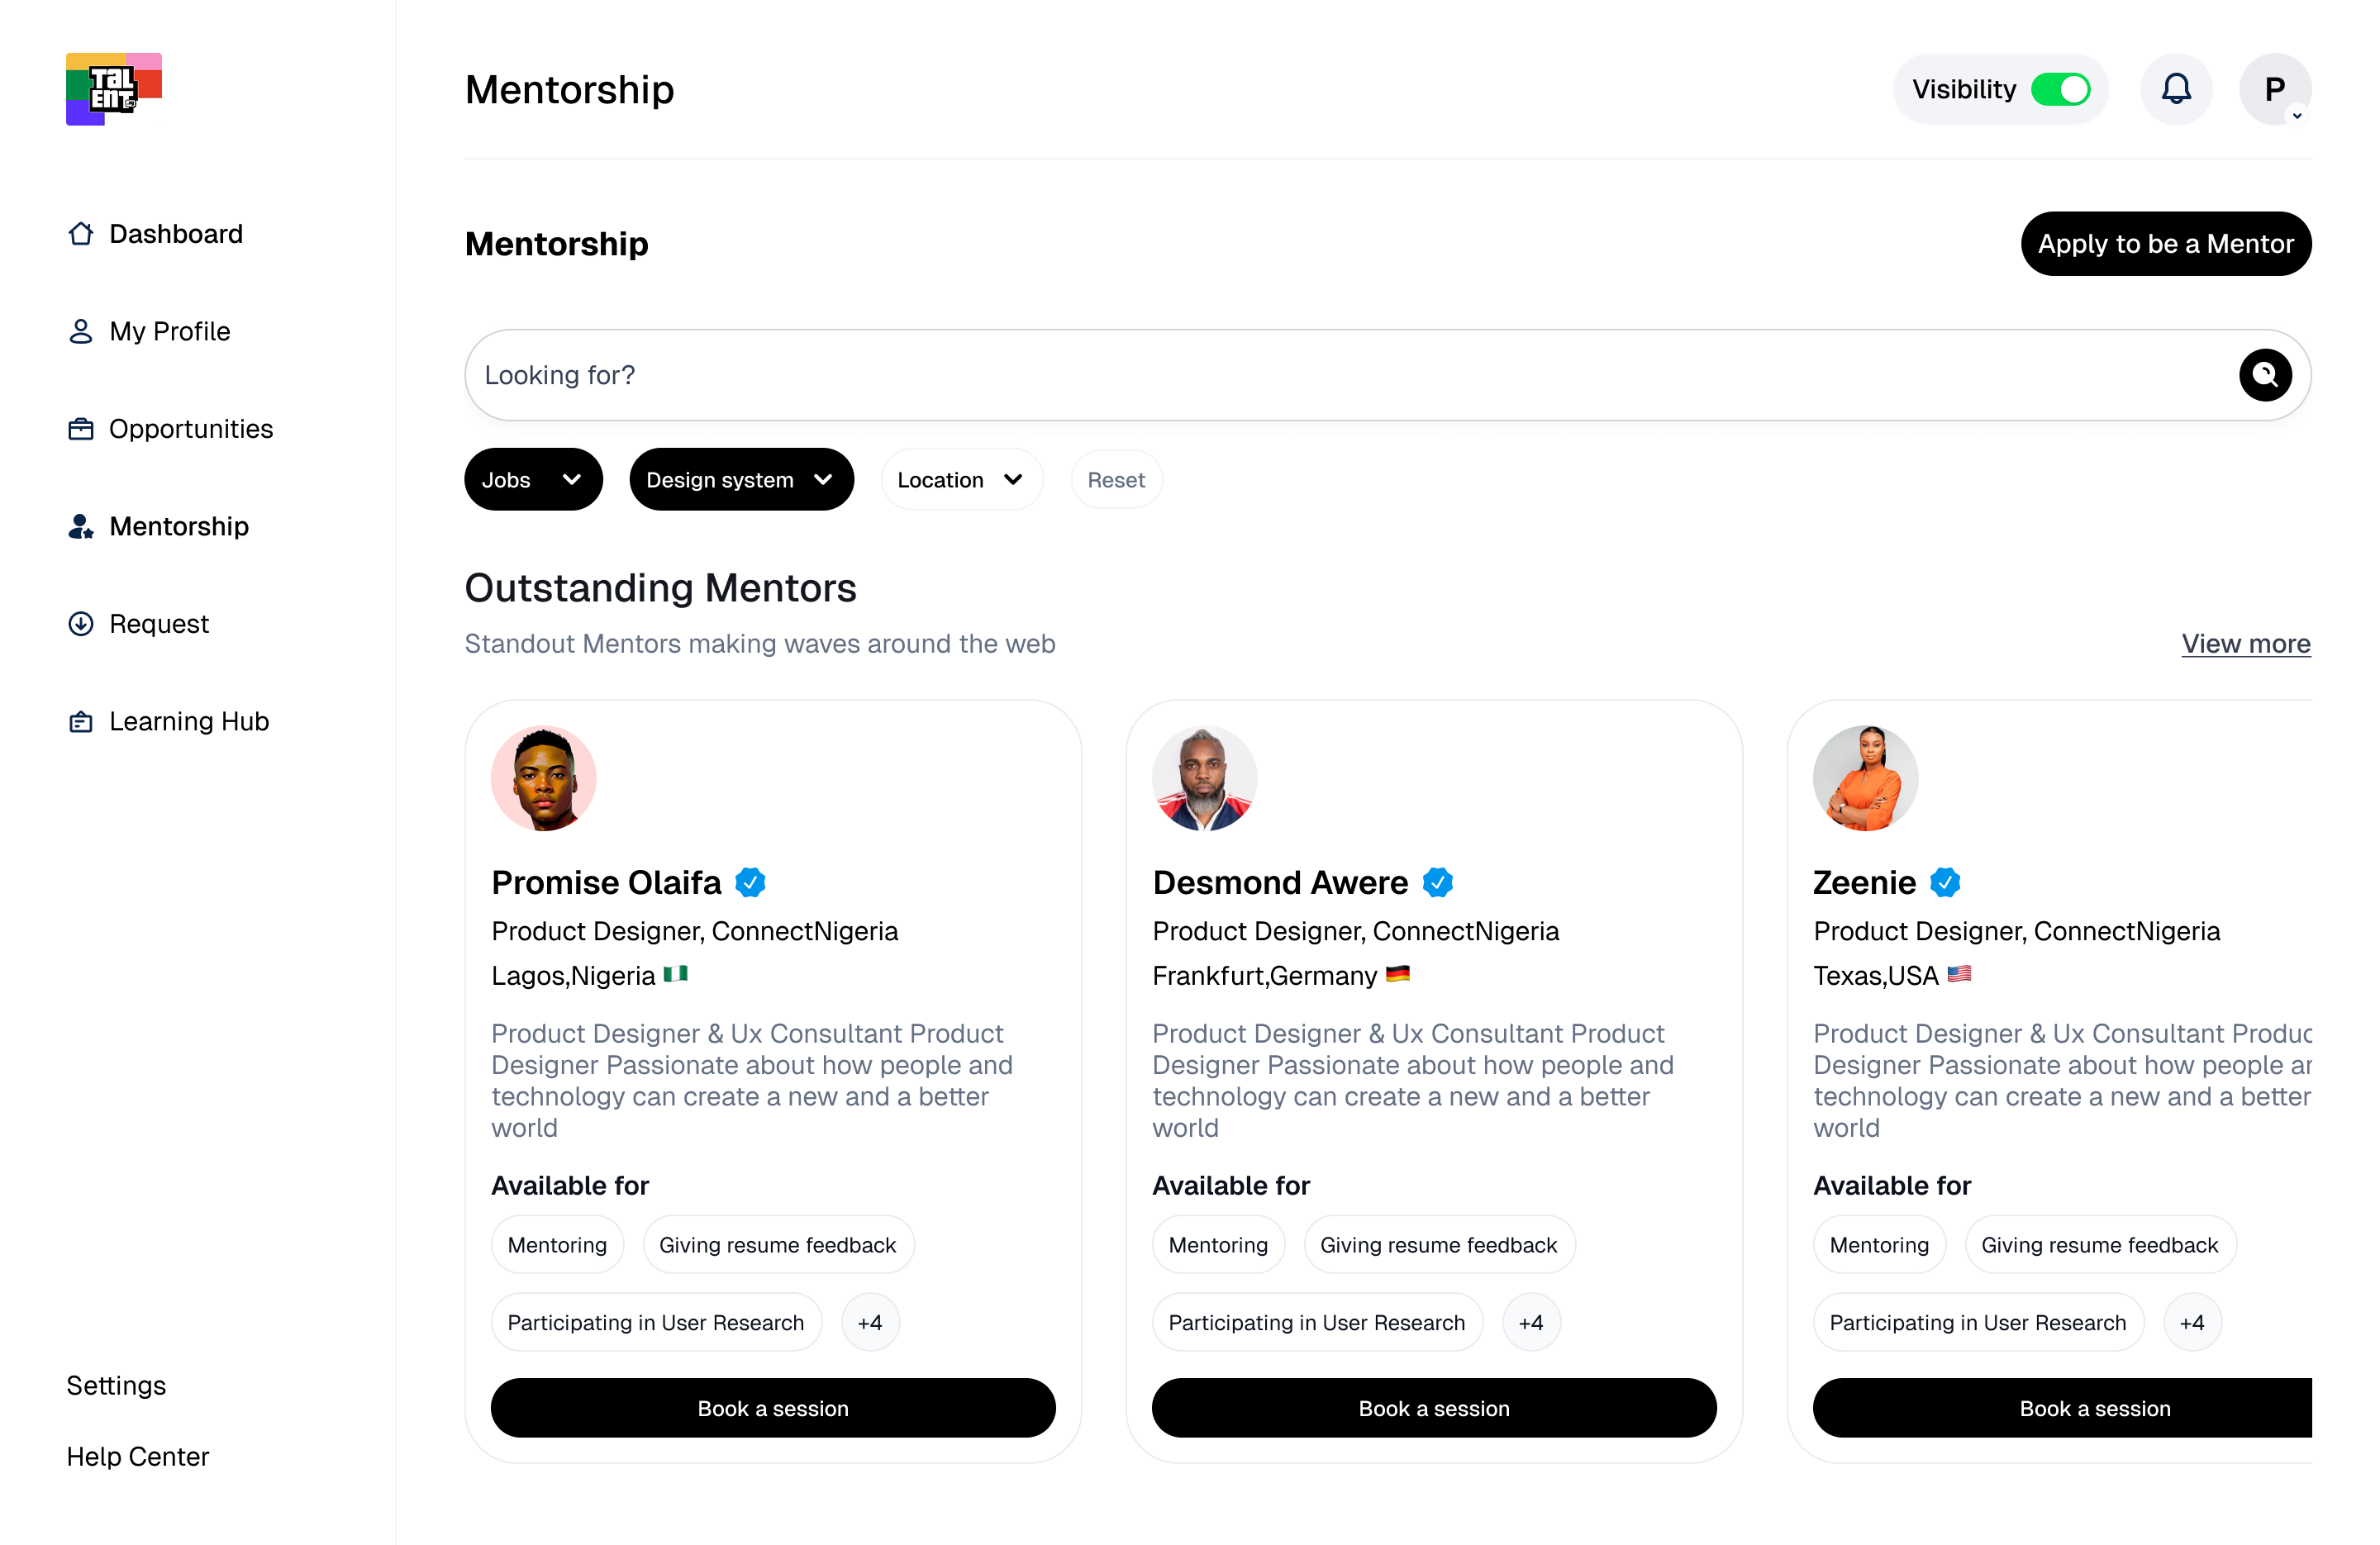 TaLENT
Dashboard
My Profile
Opportunities
Mentorship
Request
Learning Hub
Settings
Help Center
Mentorship
Visibility
P
Mentorship
Apply to be a Mentor
Looking for?
Jobs
Design system
Location
Reset
Outstanding Mentors
Standout Mentors making waves around the web
View more
Promise Olaifa
Product Designer, ConnectNigeria
Lagos,Nigeria
Product Designer & Ux Consultant Product
Designer Passionate about how people and
technology can create a new and a better
world
Available for
Mentoring
Giving resume feedback
Participating in User Research
+4
Book a session
Desmond Awere
Product Designer, ConnectNigeria
Frankfurt,Germany
Product Designer & Ux Consultant Product
Designer Passionate about how people and
technology can create a new and a better
world
Available for
Mentoring
Giving resume feedback
Participating in User Research
+4
Book a session
Zeenie
Product Designer, ConnectNigeria
Texas,USA
Product Designer & Ux Consultant Produc
Designer Passionate about how people ar
technology can create a new and a better
world
Available for
Mentoring
Giving resume feedback
Participating in User Research
+4
Book a session